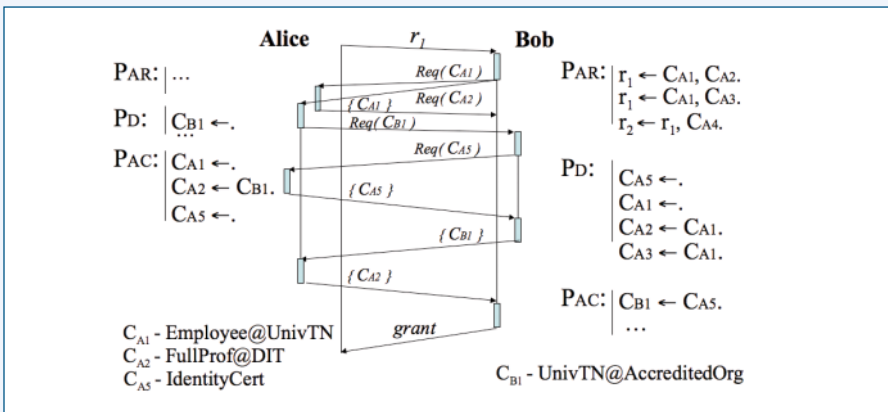 Alice
r1
Bob
PAR: ...
PD: CB1 ←.
...
PAC: CA1 ←.
CA2 ← CB1.
CA5 ←.
Req( CA1 )
Req( CA2 )
{ CA1 }
Req( CB1 )
Req( CA5 )
{ CA5 }
{ CB1 }
{ CA2 }
grant
PAR: r1 ← CA1, CA2.
r1 ← CA1, CA3.
r2 ← r1, CA4.
PD:
CA5 ←.
CA1 ←.
CA2 ← CA1.
CA3 ← CA1.
PAC: CB1 ← CA5.
...
CA1 - Employee@UnivTN
CA2 - FullProf@DIT
CA5 - IdentityCert
CB1 - UnivTN@AccreditedOrg